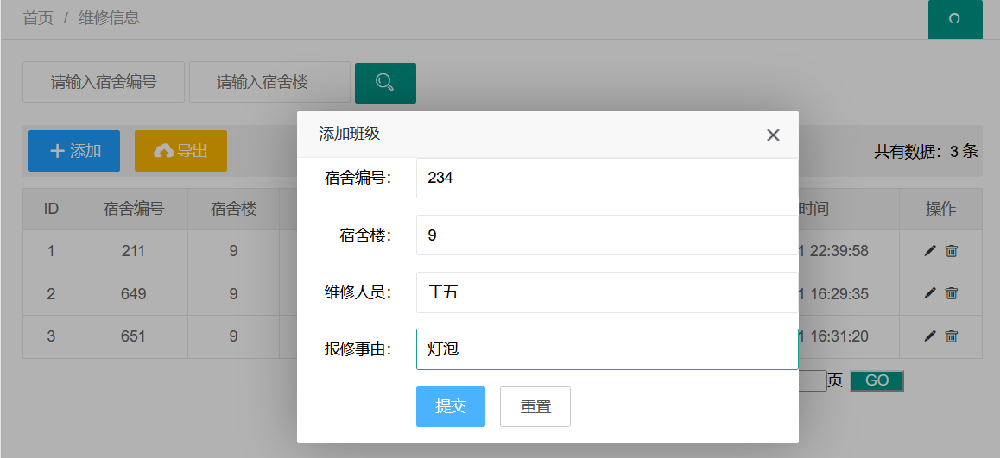 首页 / 维修信息
请输入宿舍编号 请输入宿舍楼
添加 导出 共有数据：3 条
添加班级
宿舍编号： 234
宿舍楼： 9
维修人员： 王五
报修事由： 灯泡
提交 重置
ID 宿舍编号 宿舍楼 时间 操作
1 211 9 1 22:39:58
2 649 9 1 16:29:35
3 651 9 1 16:31:20
页 GO